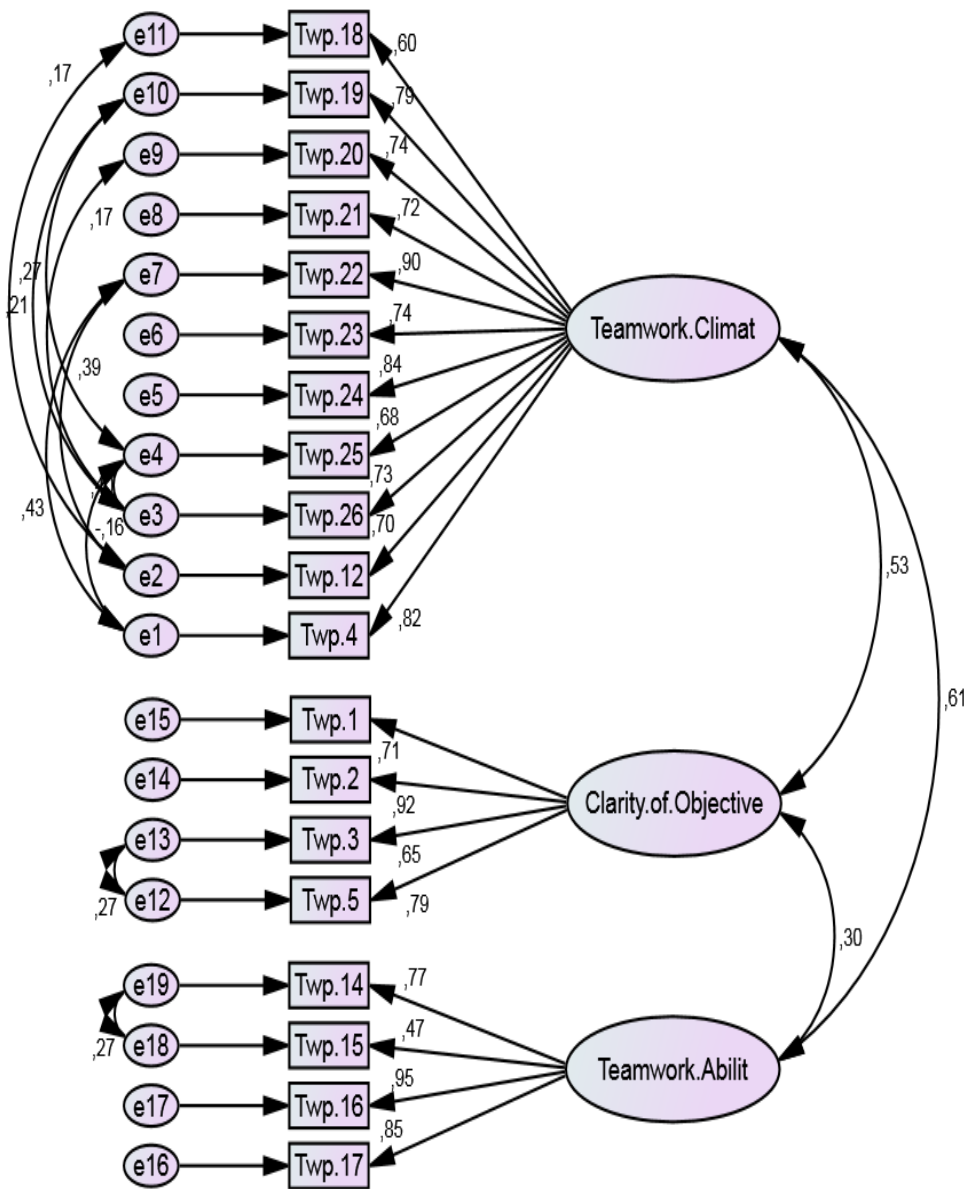 e11 Twp.18 ,60
,17
e10 Twp.19 ,79
e9 Twp.20 ,74
,17
e8 Twp.21 ,72
e7 Twp.22 ,90
,27
,21
e6 Twp.23 ,74
,39
e5 Twp.24 ,84
e4 Twp.25 ,68
,43
-,16
e3 Twp.26 ,73
e2 Twp.12 ,70
e1 Twp.4 ,82
Teamwork.Climat
,53
,61
e15 Twp.1 ,71
e14 Twp.2 ,92
e13 Twp.3 ,65
e12 Twp.5 ,79
,27
Clarity.of.Objective
,30
e19 Twp.14 ,77
e18 Twp.15 ,47
,27
e17 Twp.16 ,95
e16 Twp.17 ,85
Teamwork.Abilit